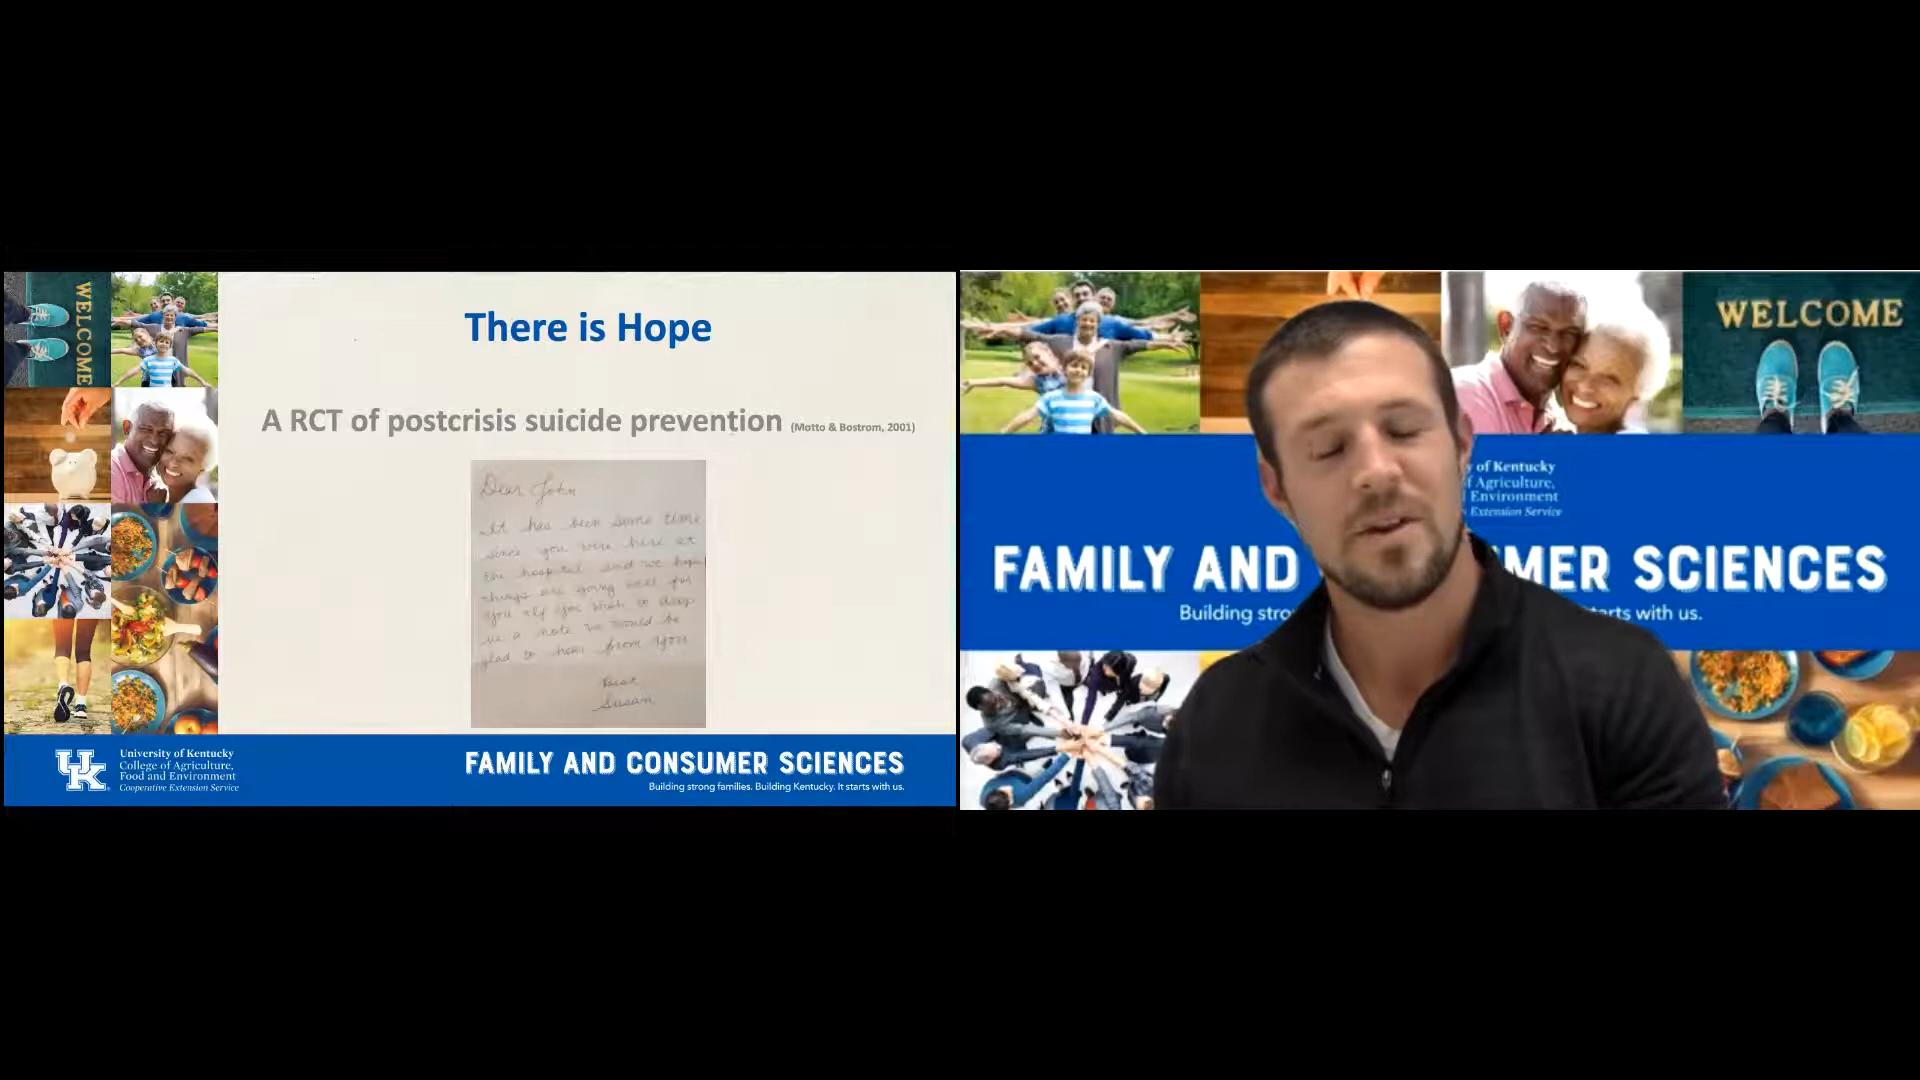 WELCOME
There is Hope
A RCT of postcrisis suicide prevention (Motto & Bostrom, 2001)
Dear John
It has been some time
since you were here at
the hospital and we hope
things are going well for
you If you wish to drop
us a note we would be
glad to hear from you
Best
Susan
UK
University of Kentucky
College of Agriculture,
Food and Environment
Cooperative Extension Service
FAMILY AND CONSUMER SCIENCES
Building strong families. Building Kentucky. It starts with us.
WELCOME
y of Kentucky
f Agriculture,
Environment
Extension Service
FAMILY AND MER SCIENCES
Building stro arts with us.